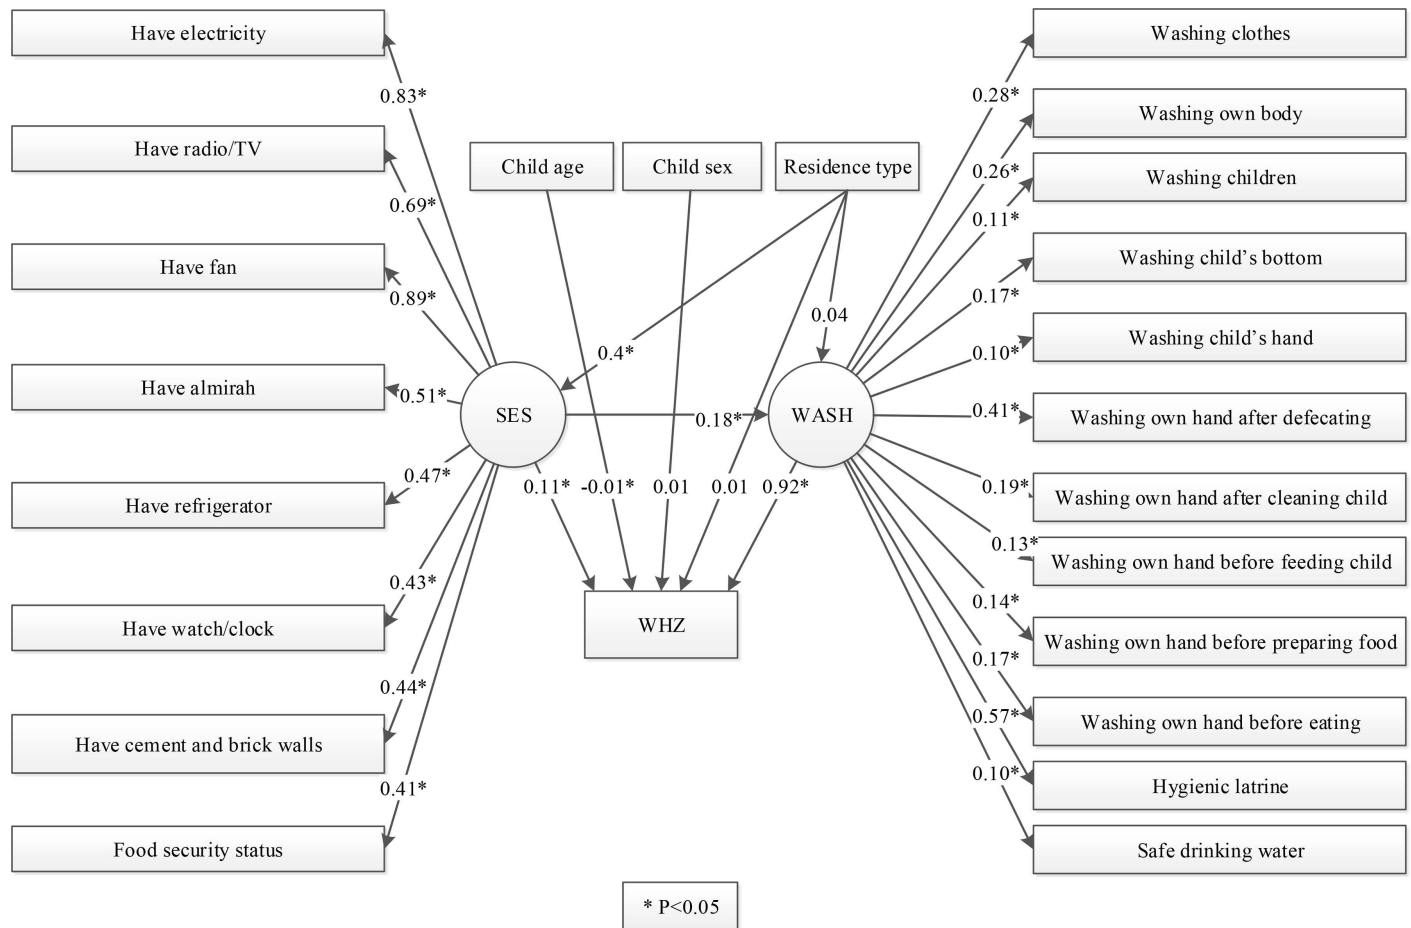 Have electricity
Washing clothes
0.83*
0.28*
Washing own body
Have radio/TV
Child age
Child sex
Residence type
0.26*
Washing children
0.69*
0.11*
Have fan
Washing child’s bottom
0.89*
0.17*
0.04
Washing child’s hand
0.4*
0.10*
Have almirah
0.51*
SES
0.18*
WASH
0.41*
Washing own hand after defecating
0.47*
0.11*
-0.01*
0.01
0.01
0.92*
0.19*
Washing own hand after cleaning child
Have refrigerator
0.13*
Washing own hand before feeding child
0.43*
0.14*
Have watch/clock
WHZ
Washing own hand before preparing food
0.17*
0.44*
0.57*
Washing own hand before eating
Have cement and brick walls
0.41*
0.10*
Hygienic latrine
Food security status
Safe drinking water
* P<0.05